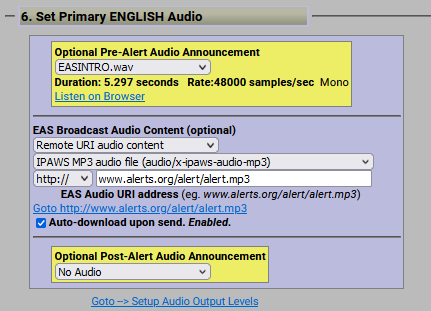 6. Set Primary ENGLISH Audio
Optional Pre-Alert Audio Announcement
EASINTRO.wav
Duration: 5.297 seconds Rate:48000 samples/sec Mono
Listen on Browser
EAS Broadcast Audio Content (optional)
Remote URI audio content
IPAWS MP3 audio file (audio/x-ipaws-audio-mp3)
http:// www.alerts.org/alert/alert.mp3
EAS Audio URI address (eg. www.alerts.org/alert/alert.mp3)
Goto http://www.alerts.org/alert/alert.mp3
Auto-download upon send. Enabled.
Optional Post-Alert Audio Announcement
No Audio
Goto --> Setup Audio Output Levels